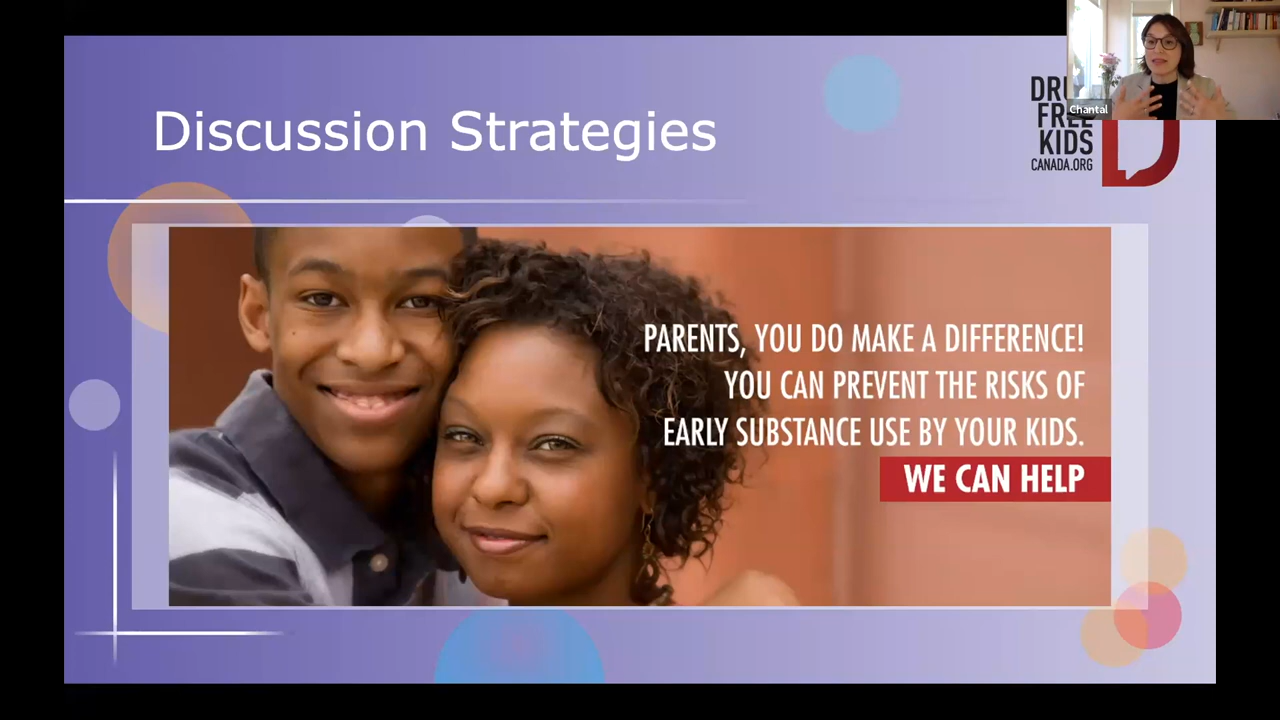 Discussion Strategies
FREE
KIDS
CANADA.ORG
Chantal
PARENTS, YOU DO MAKE A DIFFERENCE!
YOU CAN PREVENT THE RISKS OF
EARLY SUBSTANCE USE BY YOUR KIDS.
WE CAN HELP